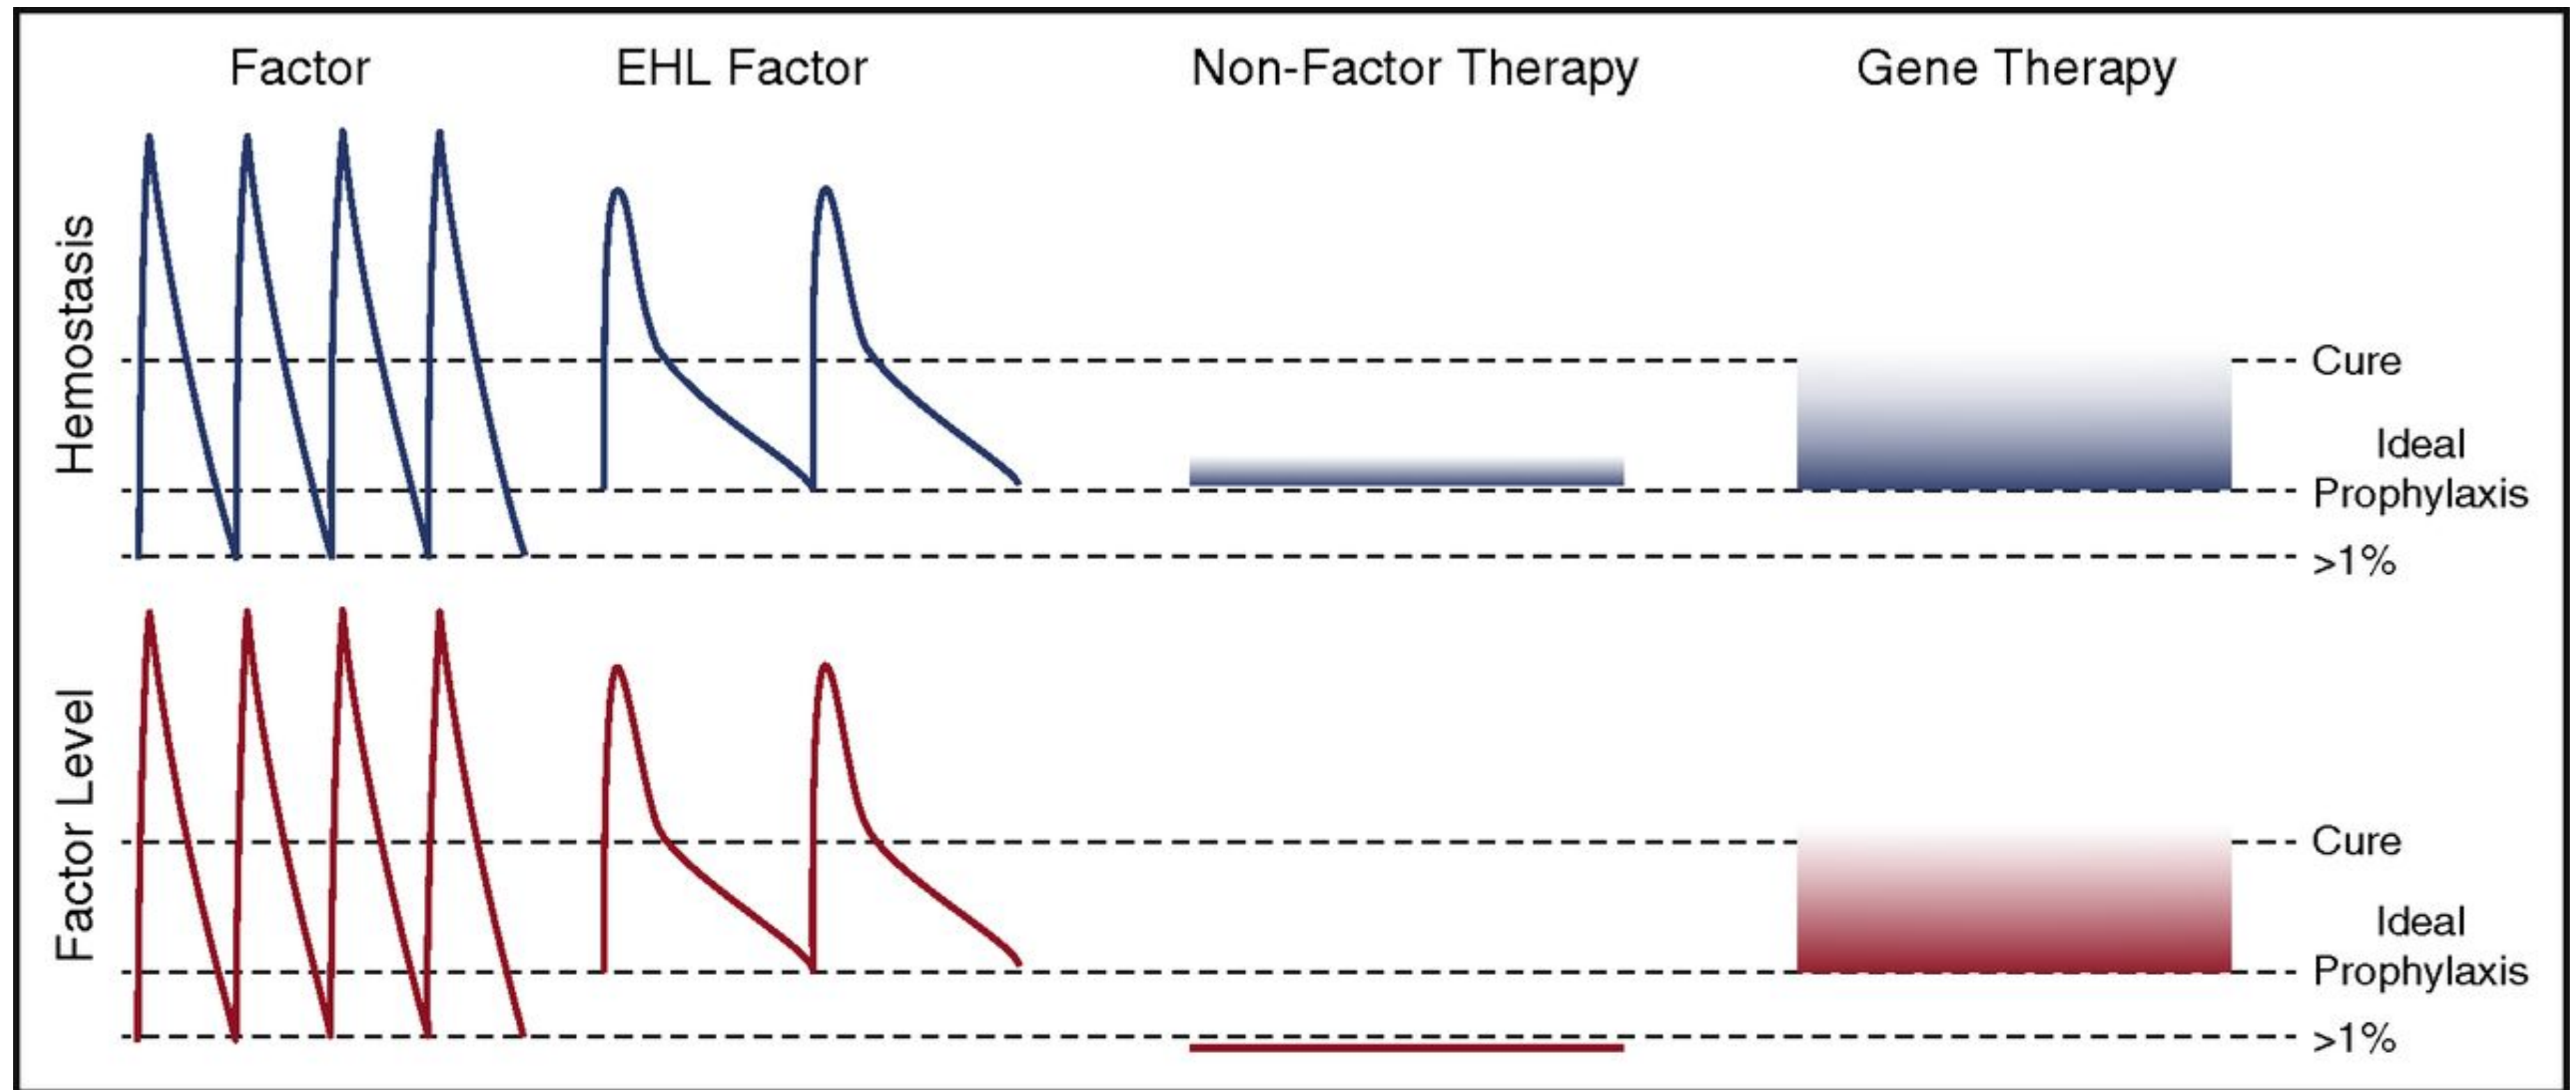 Factor
EHL Factor
Non-Factor Therapy
Gene Therapy
Hemostasis
Cure
Ideal
Prophylaxis
>1%
Factor Level
Cure
Ideal
Prophylaxis
>1%